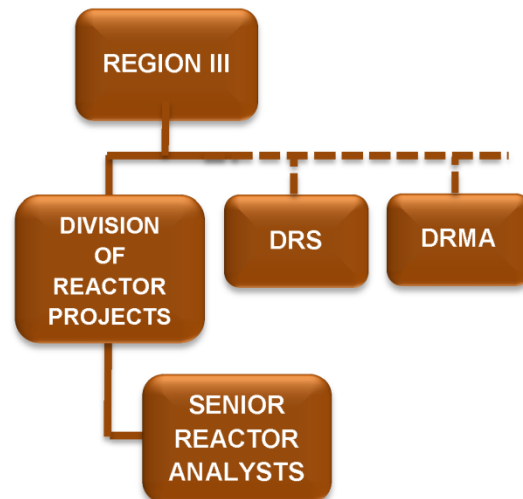 REGION III
DIVISION
OF
REACTOR
PROJECTS
DRS
DRMA
SENIOR
REACTOR
ANALYSTS